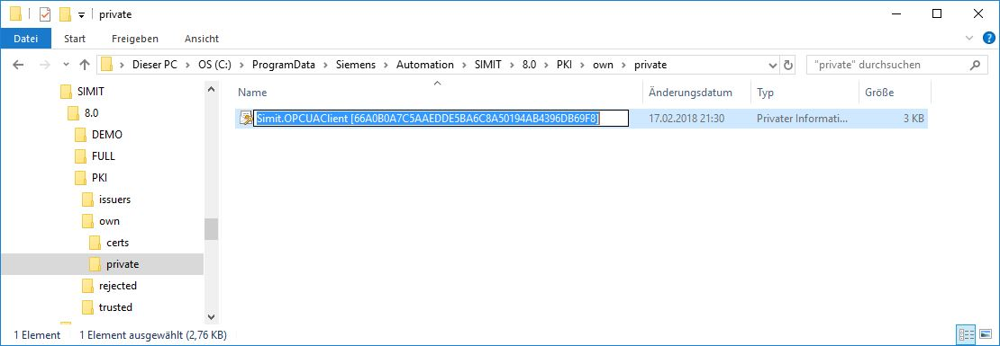 private
Datei Start Freigeben Ansicht
Dieser PC OS (C:) ProgramData Siemens Automation SIMIT 8.0 PKI own private "private" durchsuchen
Name Änderungsdatum Typ Größe
Simit.OPCUAClient [66A0B0A7C5AAEDDE5BA6C8A50194AB4396DB69F8] 17.02.2018 21:30 Privater Informati... 3 KB
SIMIT
8.0
DEMO
FULL
PKI
issuers
own
certs
private
rejected
trusted
1 Element 1 Element ausgewählt (2,76 KB)